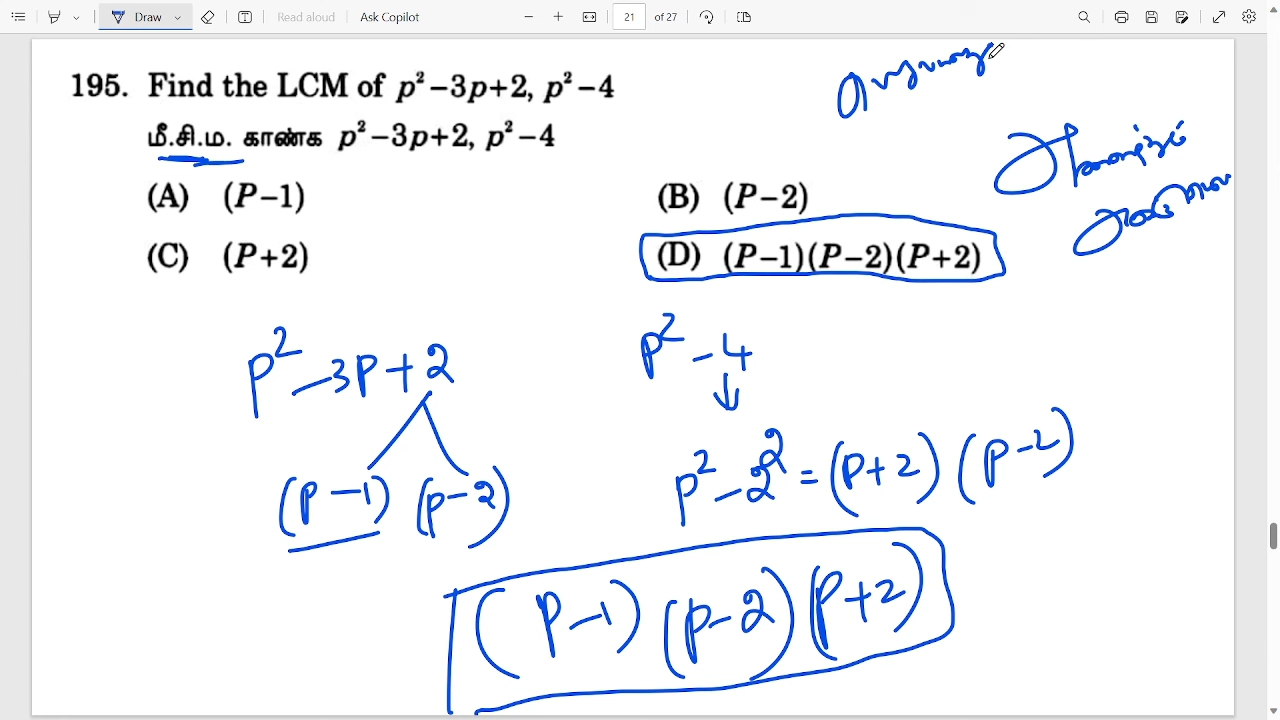 Draw
Read aloud
Ask Copilot
21 of 27
195. Find the LCM of p²−3p+2, p²−4
மீ.சி.ம. காண்க p²−3p+2, p²−4
(A) (P−1)
(B) (P−2)
(C) (P+2)
(D) (P−1)(P−2)(P+2)
p²−3p+2
p²−4
(p−1) (p−2)
p²−2² = (p+2) (p−2)
(p−1) (p−2) (p+2)